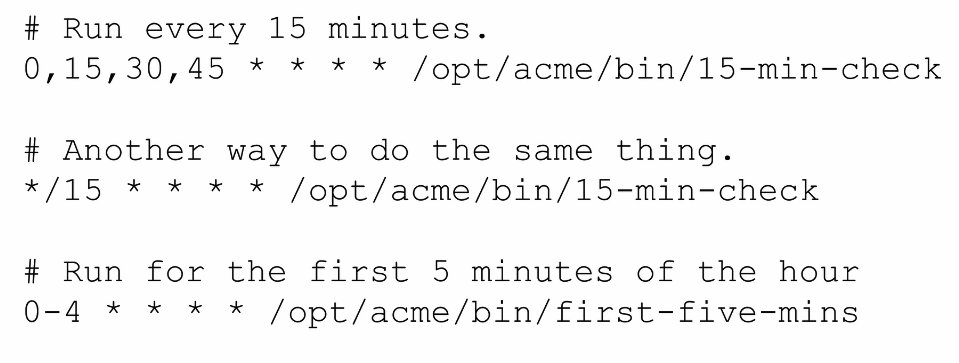 # Run every 15 minutes.
0,15,30,45 * * * * /opt/acme/bin/15-min-check
# Another way to do the same thing.
*/15 * * * * /opt/acme/bin/15-min-check
# Run for the first 5 minutes of the hour
0-4 * * * * /opt/acme/bin/first-five-mins